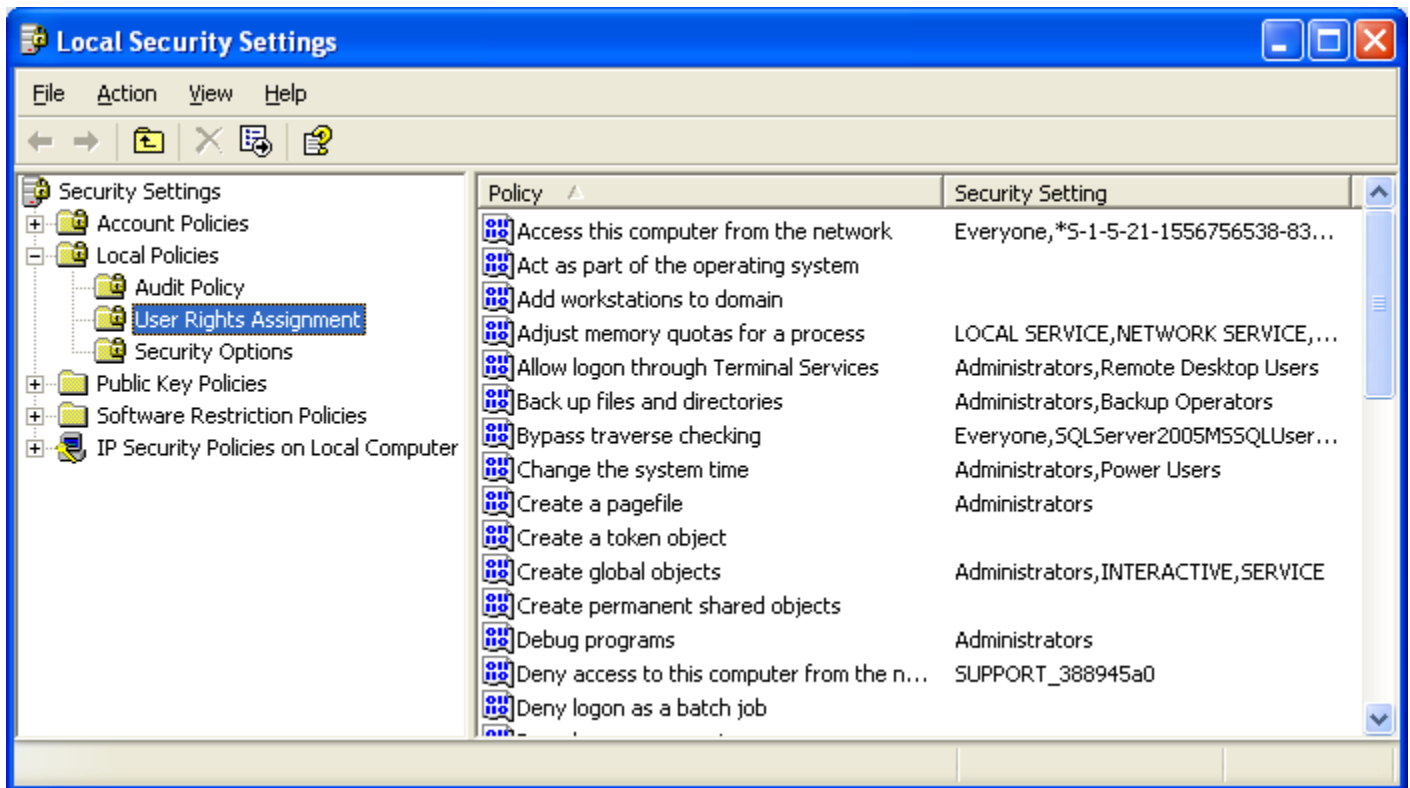 Local Security Settings
File Action View Help
Security Settings
Account Policies
Local Policies
Audit Policy
User Rights Assignment
Security Options
Public Key Policies
Software Restriction Policies
IP Security Policies on Local Computer
Policy Security Setting
Access this computer from the network Everyone,*S-1-5-21-1556756538-83...
Act as part of the operating system
Add workstations to domain
Adjust memory quotas for a process LOCAL SERVICE,NETWORK SERVICE,...
Allow logon through Terminal Services Administrators,Remote Desktop Users
Back up files and directories Administrators,Backup Operators
Bypass traverse checking Everyone,SQLServer2005MSSQLUser...
Change the system time Administrators,Power Users
Create a pagefile Administrators
Create a token object
Create global objects Administrators,INTERACTIVE,SERVICE
Create permanent shared objects
Debug programs Administrators
Deny access to this computer from the n... SUPPORT_388945a0
Deny logon as a batch job